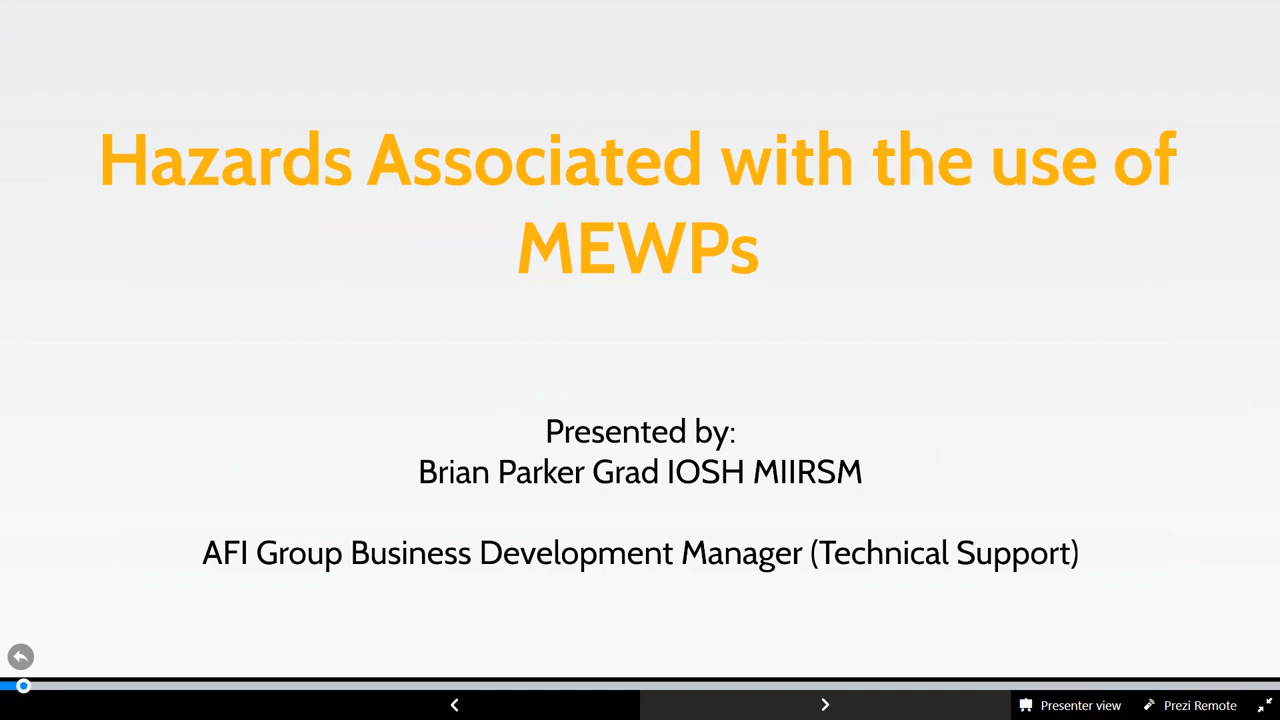 Hazards Associated with the use of
MEWPs
Presented by:
Brian Parker Grad IOSH MIIRSM
AFI Group Business Development Manager (Technical Support)
Presenter view
Prezi Remote